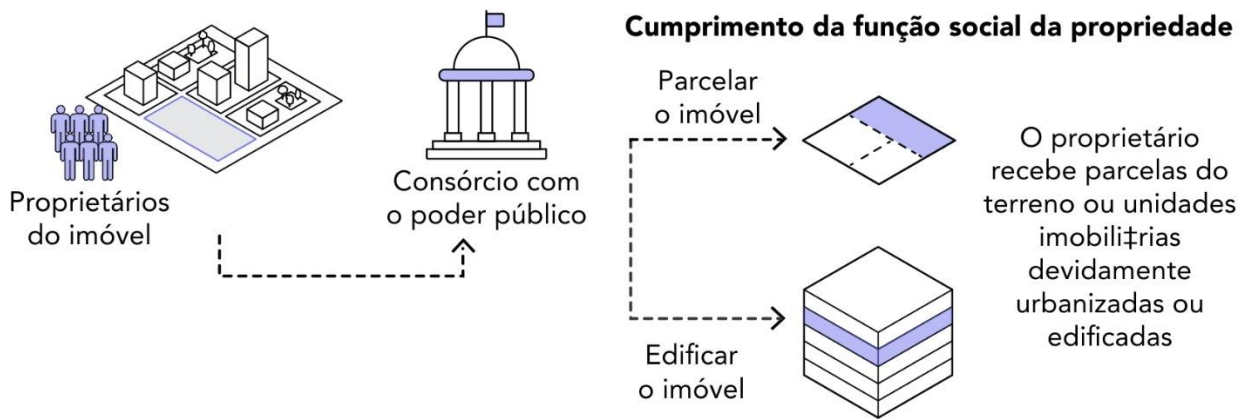 Cumprimento da função social da propriedade
Proprietários
do imóvel
Consórcio com
o poder público
Parcelar
o imóvel
Edificar
o imóvel
O proprietário
recebe parcelas do
terreno ou unidades
imobili‡rias
devidamente
urbanizadas ou
edificadas